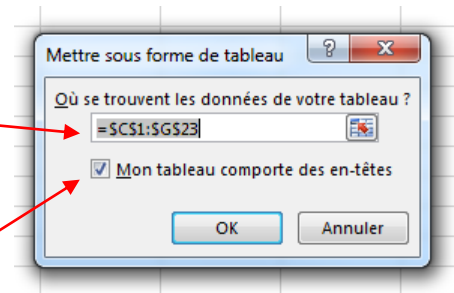 Mettre sous forme de tableau
Où se trouvent les données de votre tableau ?
=$C$1:$G$23
Mon tableau comporte des en-têtes
OK
Annuler